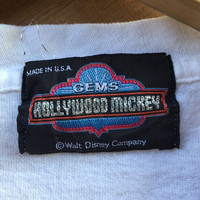 MADE IN U.S.A.
GEMS
HOLLYWOOD MICKEY
©Walt Disney Company